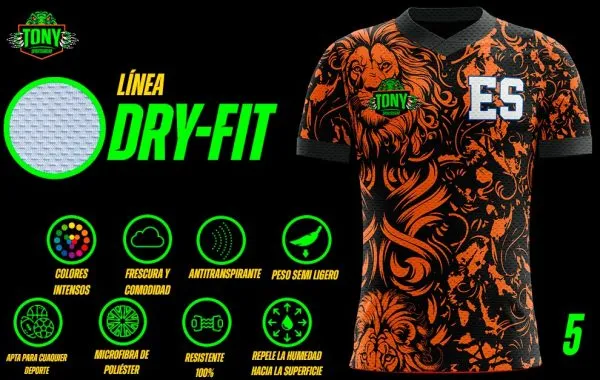 TONY
SPORTSWEAR
LÍNEA
DRY-FIT
TONY
ES
COLORES
INTENSOS
FRESCURA Y
COMODIDAD
ANTITRANSPIRANTE
PESO SEMI LIGERO
APTA PARA CUAQUIER
DEPORTE
MICROFIBRA DE
POLIÉSTER
RESISTENTE
100%
REPELE LA HUMEDAD
HACIA LA SUPERFICIE
5